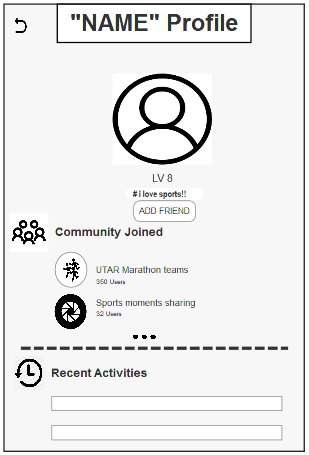 "NAME" Profile
LV 8
# i love sports!!
ADD FRIEND
Community Joined
UTAR Marathon teams
350 Users
Sports moments sharing
32 Users
Recent Activities